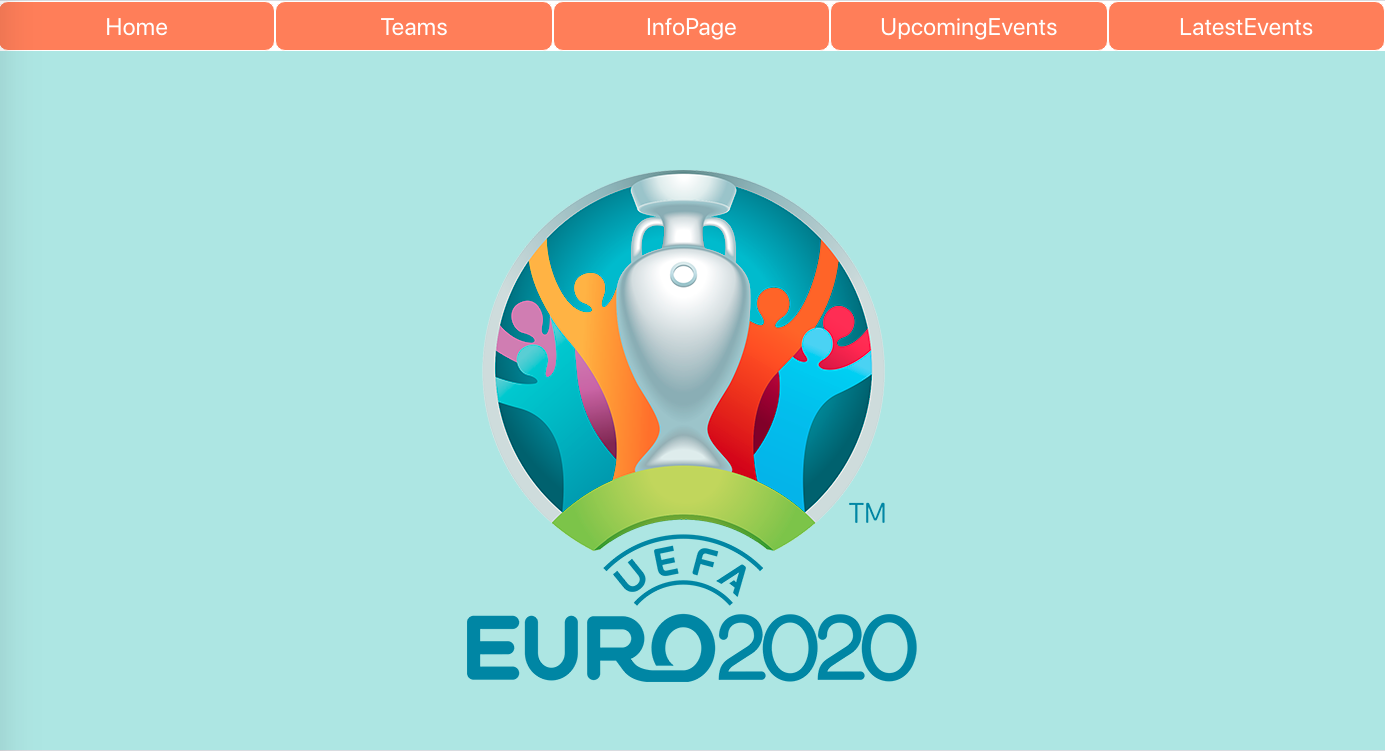 Home Teams InfoPage UpcomingEvents LatestEvents
TM
UEFA
EURO2020